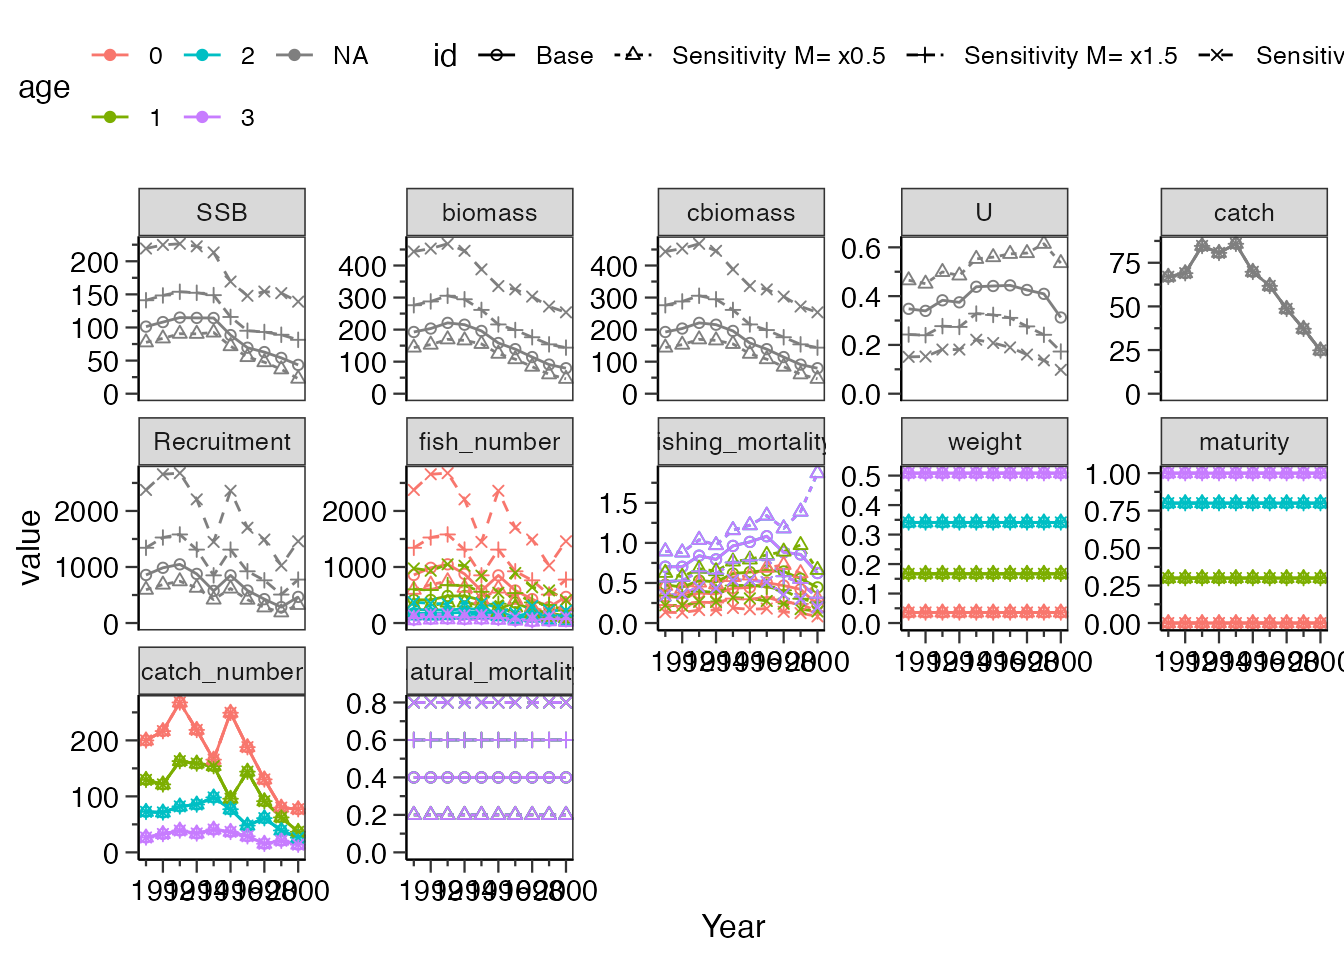 age
0 2 NA
1 3
id Base Sensitivity M= x0.5 Sensitivity M= x1.5 Sensitiv
SSB biomass cbiomass U catch
200 150 100 50 0
400 300 200 100 0
400 300 200 100 0
0.6 0.4 0.2 0.0
75 50 25 0
Recruitment fish_number ishing_mortality weight maturity
2000 1000 0
2000 1000 0
1.5 1.0 0.5 0.0
0.5 0.4 0.3 0.2 0.1 0.0
1.00 0.75 0.50 0.25 0.00
catch_number atural_mortalit
200 100 0
0.8 0.6 0.4 0.2 0.0
value
Year